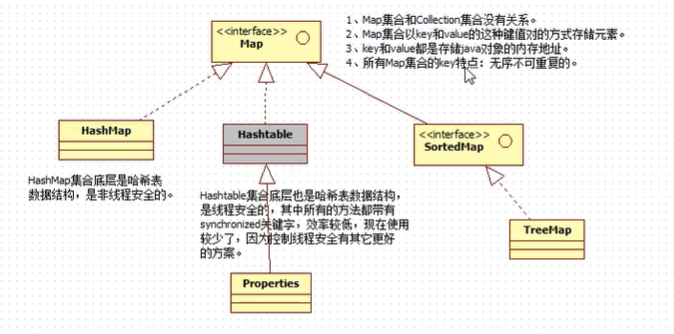 <<interface>>
Map
1、Map集合和Collection集合没有关系。
2、Map集合以key和value的这种键值对的方式存储元素。
3、key和value都是存储java对象的内存地址。
4、所有Map集合的key特点：无序不可重复的。
HashMap
Hashtable
<<interface>>
SortedMap
HashMap集合底层是哈希表
数据结构，是非线程安全的。
Hashtable集合底层也是哈希表数据结构，
是线程安全的，其中所有的方法都带有
synchronized关键字，效率较低，现在使用
较少了，因为控制线程安全有其它更好
的方案。
TreeMap
Properties